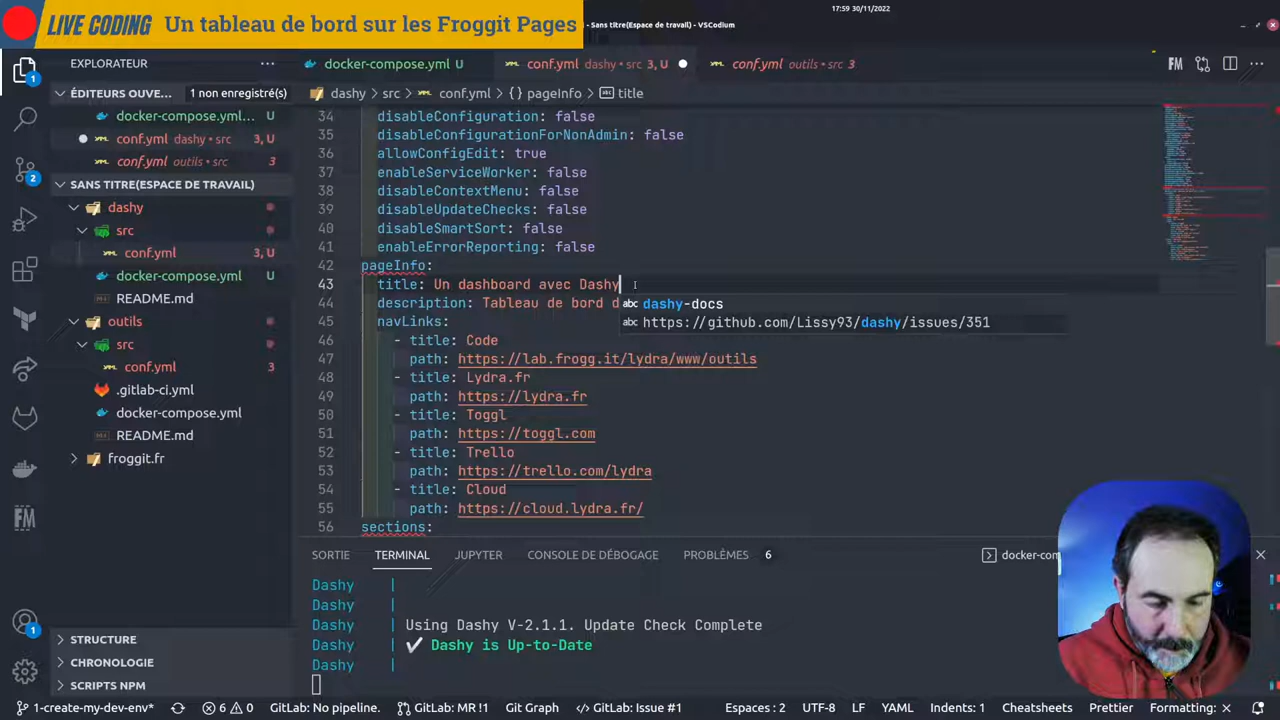 17:59 30/11/2022
LIVE CODING Un tableau de bord sur les Froggit Pages
- Sans titre(Espace de travail) - VSCodium
EXPLORATEUR
docker-compose.yml U
conf.yml dashy • src 3, U
conf.yml outils • src 3
FM
ÉDITEURS OUVE... 1 non enregistré(s)
dashy > src > conf.yml > {} pageInfo > title
docker-compose.yml... U
conf.yml dashy • src 3, U
conf.yml outils • src 3
SANS TITRE(ESPACE DE TRAVAIL)
dashy
src
conf.yml 3, U
docker-compose.yml U
README.md
outils
src
conf.yml 3
.gitlab-ci.yml
docker-compose.yml
README.md
froggit.fr
34 disableConfiguration: false
35 disableConfigurationForNonAdmin: false
36 allowConfigEdit: true
37 enableServiceWorker: false
38 disableContextMenu: false
39 disableUpdateChecks: false
40 disableSmartSort: false
41 enableErrorReporting: false
42 pageInfo:
43 title: Un dashboard avec Dashy
44 description: Tableau de bord d
abc dashy-docs
abc https://github.com/Lissy93/dashy/issues/351
45 navLinks:
46 - title: Code
47 path: https://lab.frogg.it/lydra/www/outils
48 - title: Lydra.fr
49 path: https://lydra.fr
50 - title: Toggl
51 path: https://toggl.com
52 - title: Trello
53 path: https://trello.com/lydra
54 - title: Cloud
55 path: https://cloud.lydra.fr/
56 sections:
SORTIE TERMINAL JUPYTER CONSOLE DE DÉBOGAGE PROBLÈMES 6 docker-com
Dashy |
Dashy |
Dashy | Using Dashy V-2.1.1. Update Check Complete
Dashy | ✔ Dashy is Up-to-Date
Dashy |
1
2
FM
1
STRUCTURE
CHRONOLOGIE
SCRIPTS NPM
1-create-my-dev-env* 6 0 GitLab: No pipeline. GitLab: MR !1 Git Graph GitLab: Issue #1 Espaces : 2 UTF-8 LF YAML Indents: 1 Cheatsheets Prettier Formatting: ×